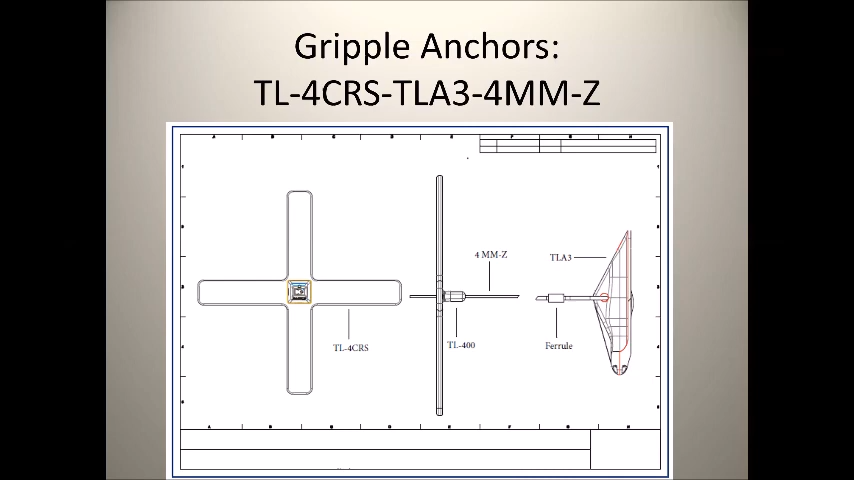 Gripple Anchors:
TL-4CRS-TLA3-4MM-Z
4 MM-Z
TLA3
TL-4CRS
TL-400
Ferrule